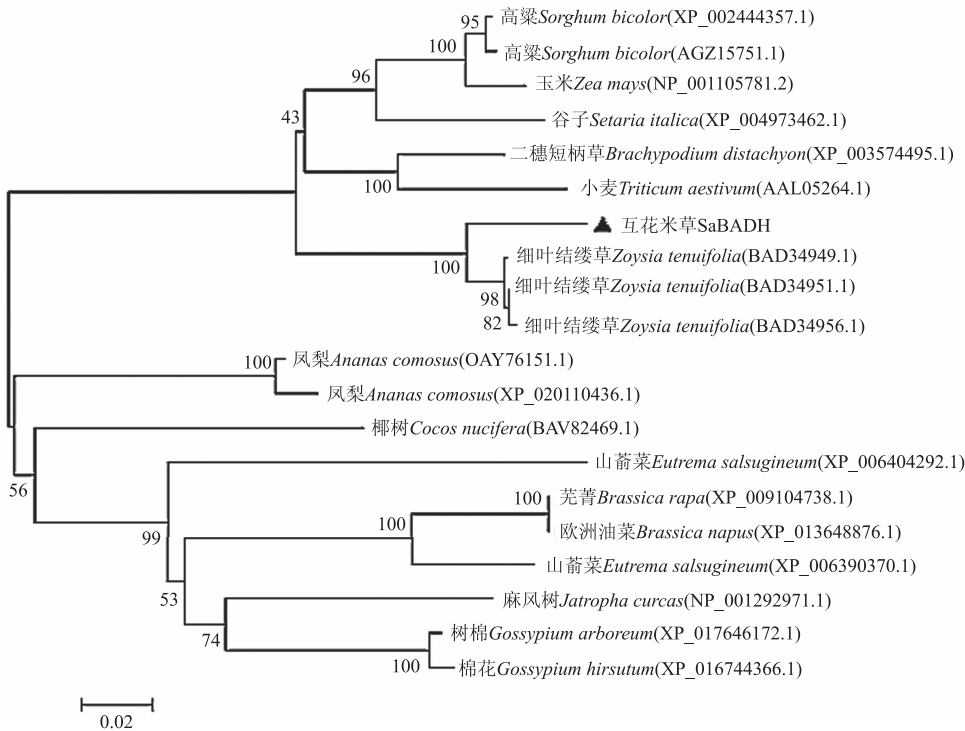 95
高粱Sorghum bicolor(XP_002444357.1)
100
高粱Sorghum bicolor(AGZ15751.1)
96
玉米Zea mays(NP_001105781.2)
43
谷子Setaria italica(XP_004973462.1)
二穗短柄草Brachypodium distachyon(XP_003574495.1)
100
小麦Triticum aestivum(AAL05264.1)
互花米草SaBADH
100
细叶结缕草Zoysia tenuifolia(BAD34949.1)
98
细叶结缕草Zoysia tenuifolia(BAD34951.1)
82
细叶结缕草Zoysia tenuifolia(BAD34956.1)
100
凤梨Ananas comosus(OAY76151.1)
凤梨Ananas comosus(XP_020110436.1)
椰树Cocos nucifera(BAV82469.1)
56
山萮菜Eutrema salsugineum(XP_006404292.1)
100
芜菁Brassica rapa(XP_009104738.1)
99
100
欧洲油菜Brassica napus(XP_013648876.1)
山萮菜Eutrema salsugineum(XP_006390370.1)
53
麻风树Jatropha curcas(NP_001292971.1)
74
树棉Gossypium arboreum(XP_017646172.1)
100
棉花Gossypium hirsutum(XP_016744366.1)
0.02